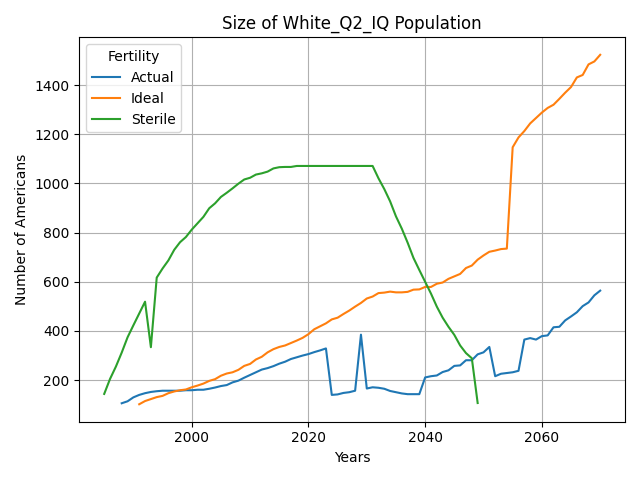 Size of White_Q2_IQ Population
Fertility
Actual
Ideal
Sterile
Number of Americans
1400
1200
1000
800
600
400
200
2000
2020
2040
2060
Years